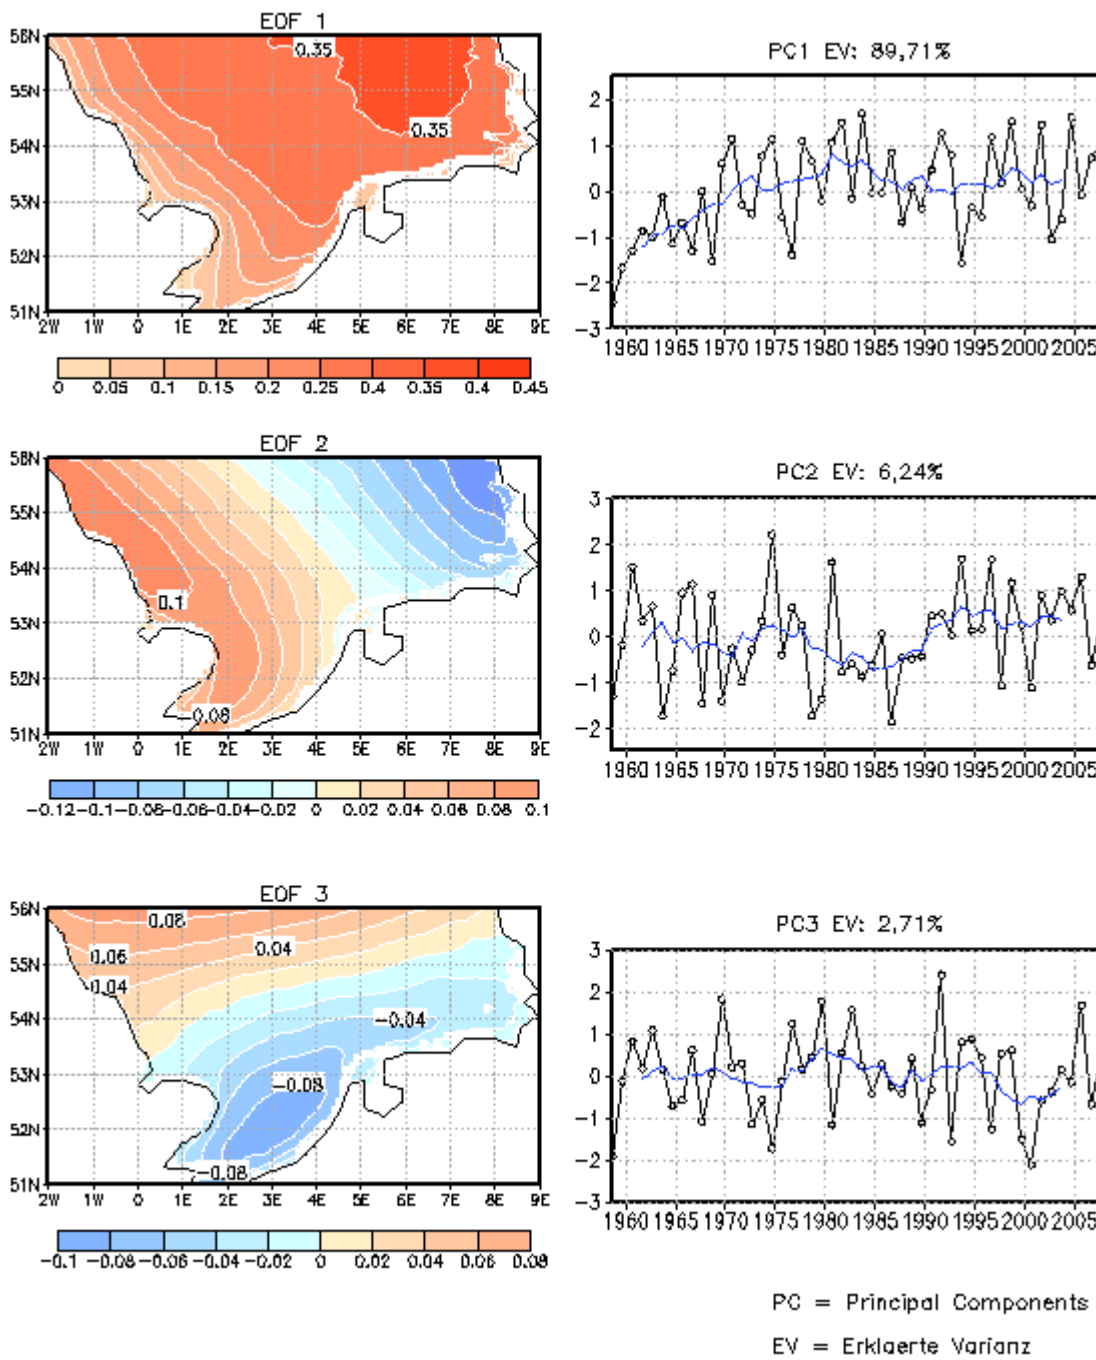 EOF 1
56N
55N
54N
53N
52N
51N
2W 1W 0 1E 2E 3E 4E 5E 6E 7E 8E 9E
0.35
0.35
0 0.05 0.1 0.15 0.2 0.25 0.3 0.35 0.4 0.45
PC1 EV: 89,71%
2
1
0
-1
-2
-3
1960 1965 1970 1975 1980 1985 1990 1995 2000 2005
EOF 2
56N
55N
54N
53N
52N
51N
2W 1W 0 1E 2E 3E 4E 5E 6E 7E 8E 9E
0.1
0.08
-0.12 -0.1 -0.08 -0.06 -0.04 -0.02 0 0.02 0.04 0.06 0.08 0.1
PC2 EV: 6,24%
3
2
1
0
-1
-2
1960 1965 1970 1975 1980 1985 1990 1995 2000 2005
EOF 3
56N
55N
54N
53N
52N
51N
2W 1W 0 1E 2E 3E 4E 5E 6E 7E 8E 9E
0.08
0.06
0.04
0.04
-0.04
-0.08
-0.08
-0.1 -0.08 -0.06 -0.04 -0.02 0 0.02 0.04 0.06 0.08
PC3 EV: 2,71%
3
2
1
0
-1
-2
-3
1960 1965 1970 1975 1980 1985 1990 1995 2000 2005
PC = Principal Components
EV = Erklaerte Varianz